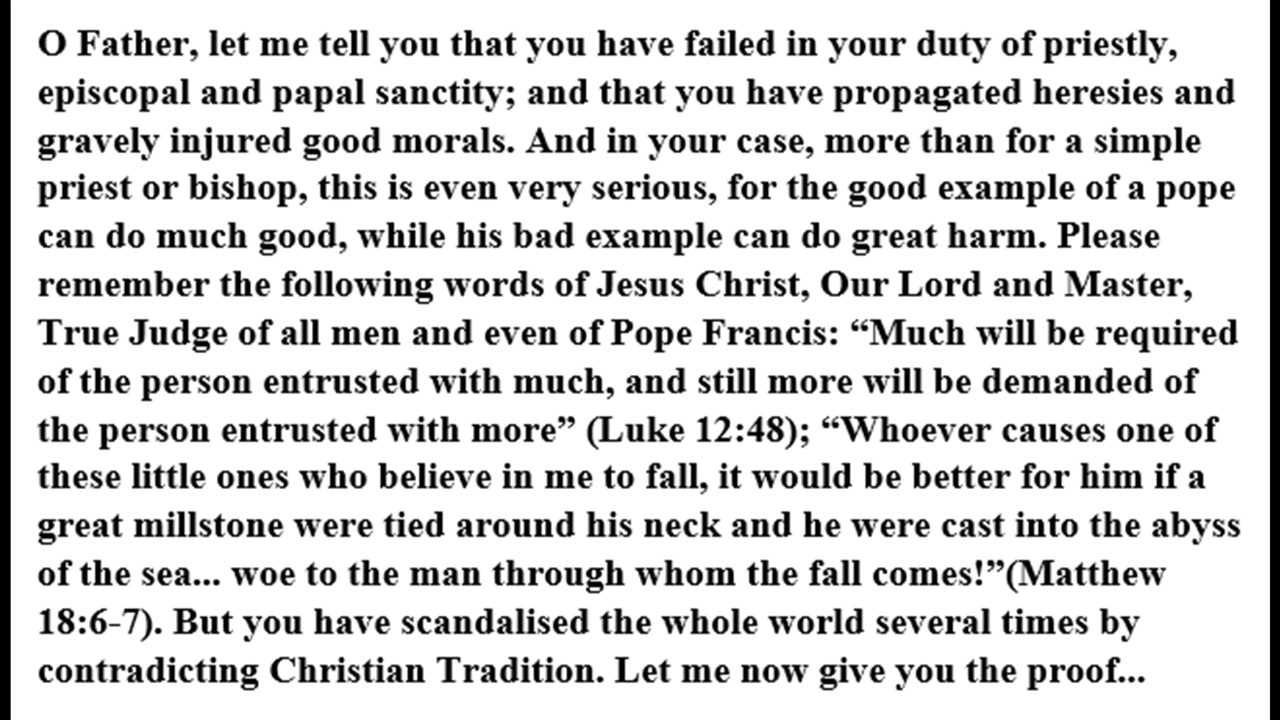 O Father, let me tell you that you have failed in your duty of priestly,
episcopal and papal sanctity; and that you have propagated heresies and
gravely injured good morals. And in your case, more than for a simple
priest or bishop, this is even very serious, for the good example of a pope
can do much good, while his bad example can do great harm. Please
remember the following words of Jesus Christ, Our Lord and Master,
True Judge of all men and even of Pope Francis: “Much will be required
of the person entrusted with much, and still more will be demanded of
the person entrusted with more” (Luke 12:48); “Whoever causes one of
these little ones who believe in me to fall, it would be better for him if a
great millstone were tied around his neck and he were cast into the abyss
of the sea... woe to the man through whom the fall comes!”(Matthew
18:6-7). But you have scandalised the whole world several times by
contradicting Christian Tradition. Let me now give you the proof...